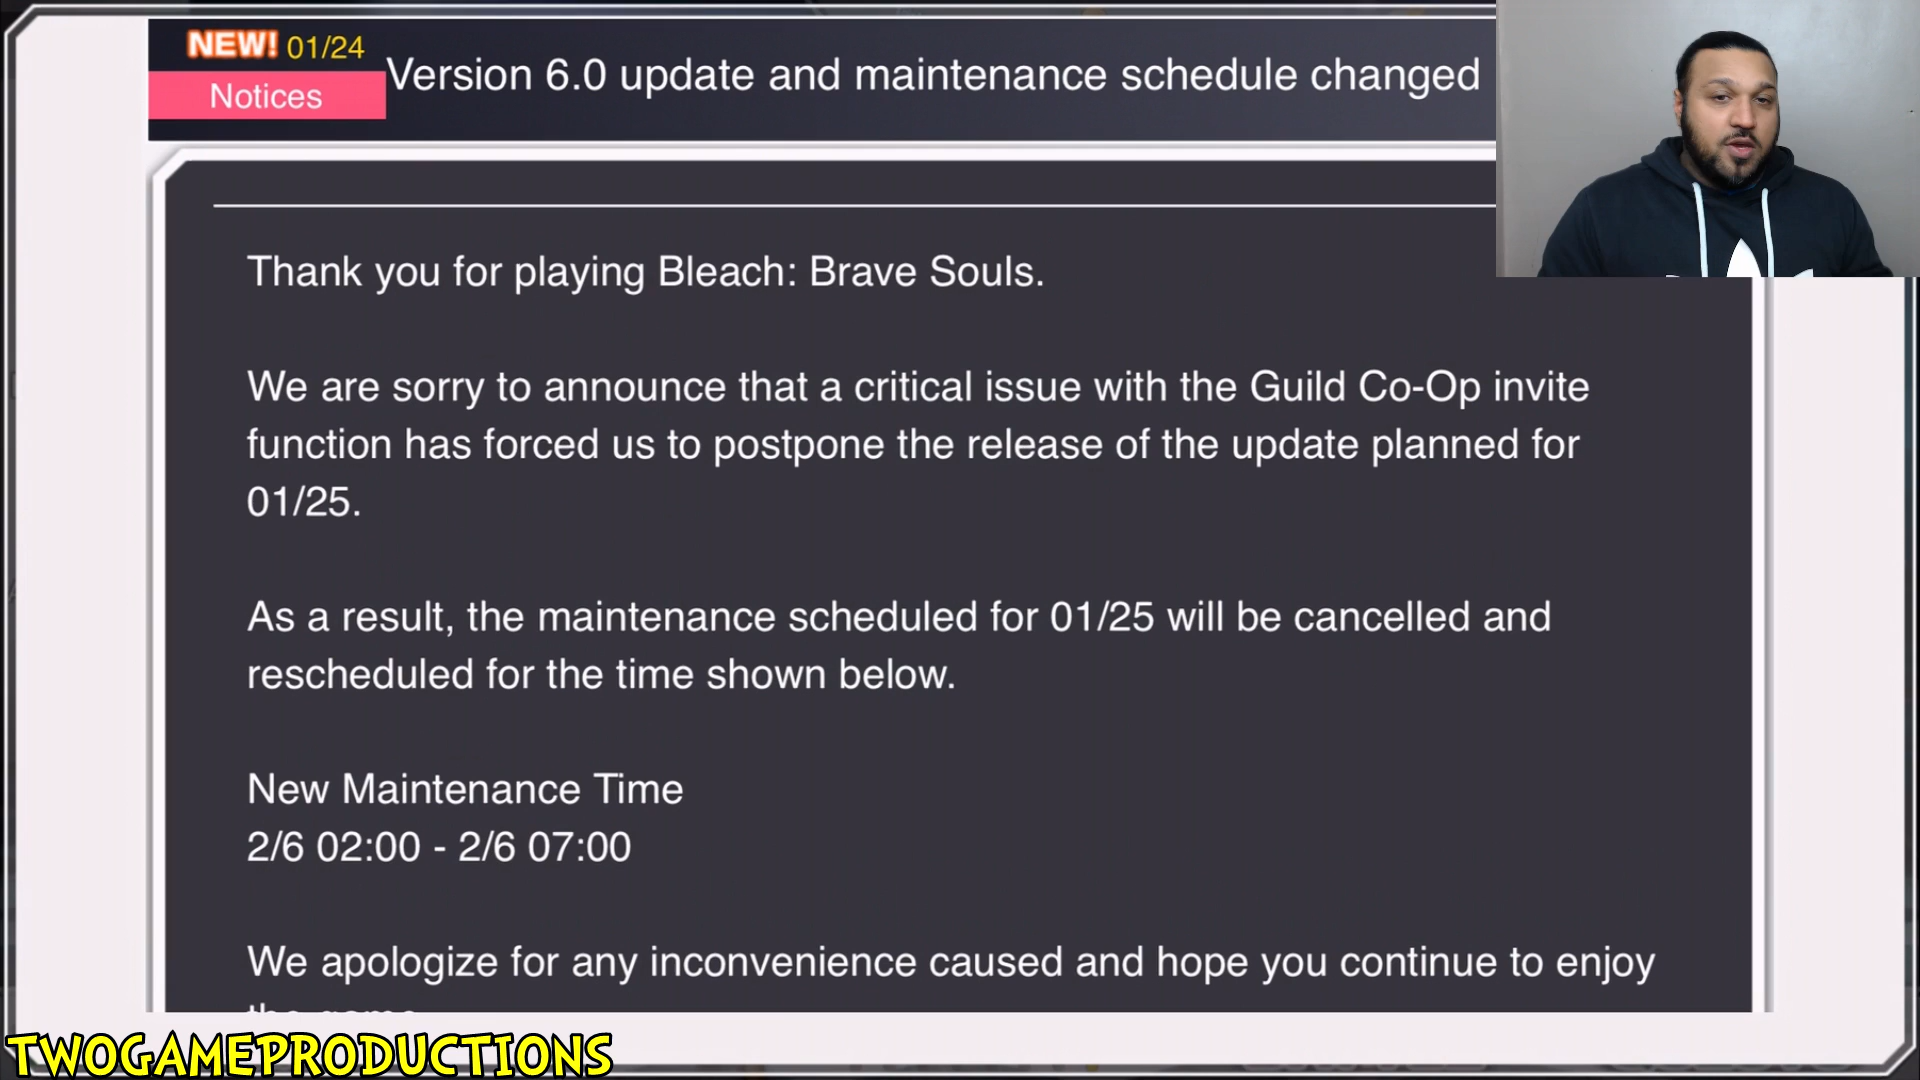 NEW! 01/24
Notices
Version 6.0 update and maintenance schedule changed
Thank you for playing Bleach: Brave Souls.
We are sorry to announce that a critical issue with the Guild Co-Op invite
function has forced us to postpone the release of the update planned for
01/25.
As a result, the maintenance scheduled for 01/25 will be cancelled and
rescheduled for the time shown below.
New Maintenance Time
2/6 02:00 - 2/6 07:00
We apologize for any inconvenience caused and hope you continue to enjoy
the game
TWOGAMEPRODUCTIONS